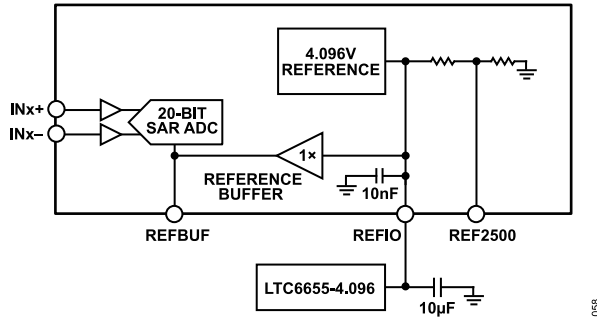 4.096V
REFERENCE
INx+
INx–
20-BIT
SAR ADC
1×
REFERENCE
BUFFER
10nF
REFBUF
REFIO
REF2500
LTC6655-4.096
10µF
058